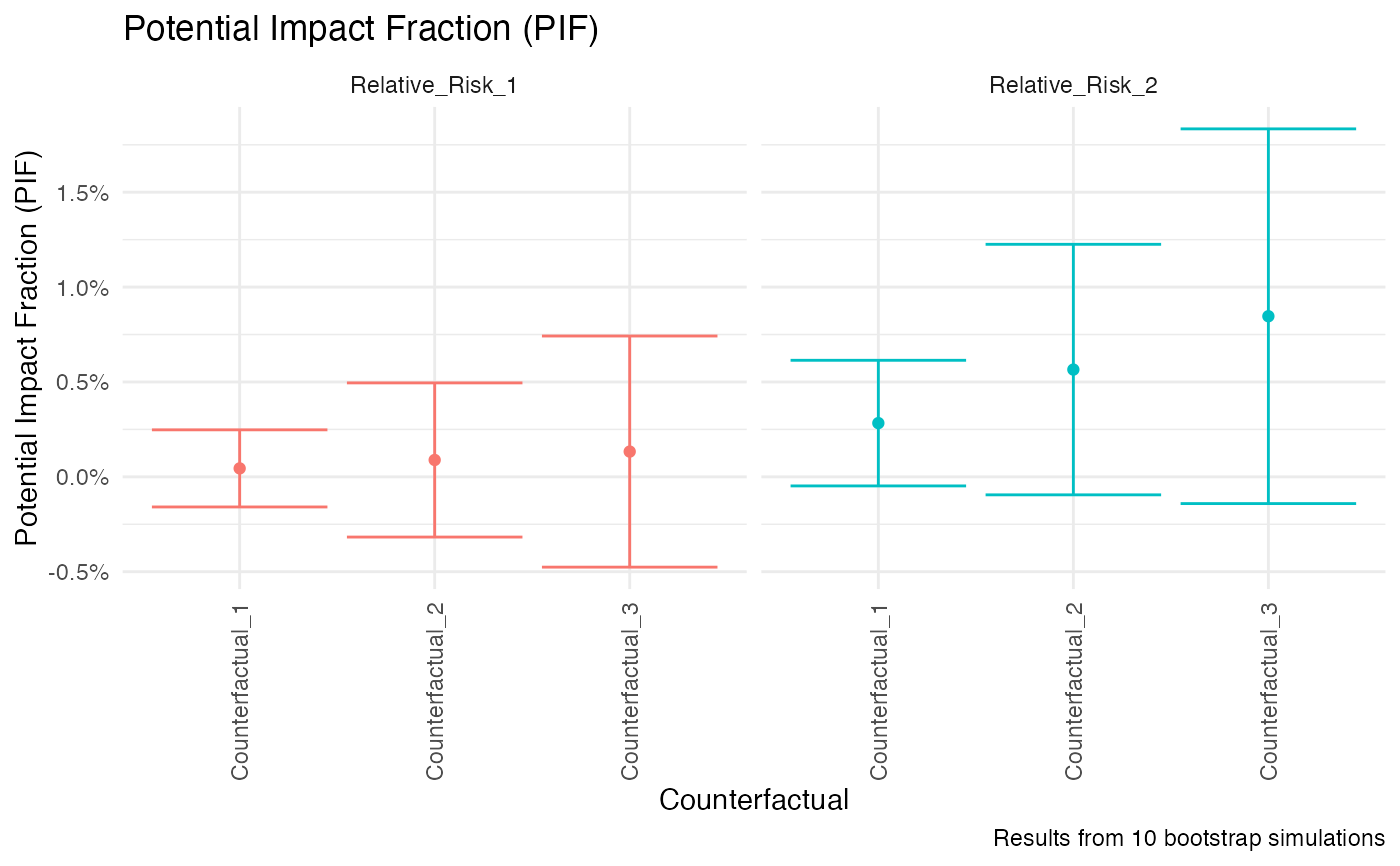 Potential Impact Fraction (PIF)
Relative_Risk_1
Relative_Risk_2
Potential Impact Fraction (PIF)
1.5%
1.0%
0.5%
0.0%
-0.5%
Counterfactual_1
Counterfactual_2
Counterfactual_3
Counterfactual_1
Counterfactual_2
Counterfactual_3
Counterfactual
Results from 10 bootstrap simulations